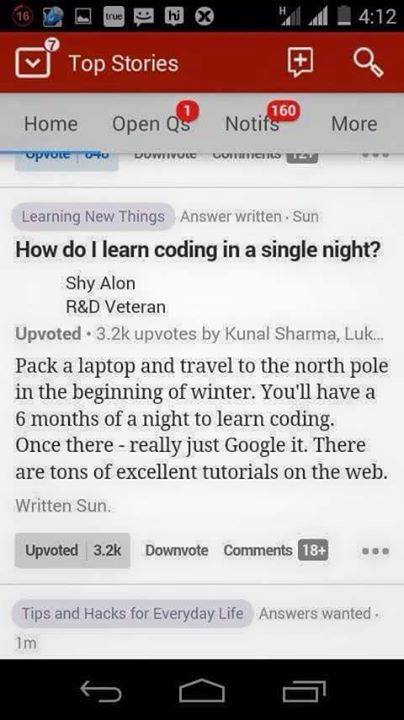 16
true
hi
H
4:12
7
Top Stories
Home
Open Qs
1
Notifs
160
More
Upvote 848
Downvote
Comments
12+
Learning New Things
Answer written · Sun
How do I learn coding in a single night?
Shy Alon
R&D Veteran
Upvoted • 3.2k upvotes by Kunal Sharma, Luk...
Pack a laptop and travel to the north pole
in the beginning of winter. You'll have a
6 months of a night to learn coding.
Once there - really just Google it. There
are tons of excellent tutorials on the web.
Written Sun.
Upvoted 3.2k Downvote Comments 18+
Tips and Hacks for Everyday Life Answers wanted ·
1m